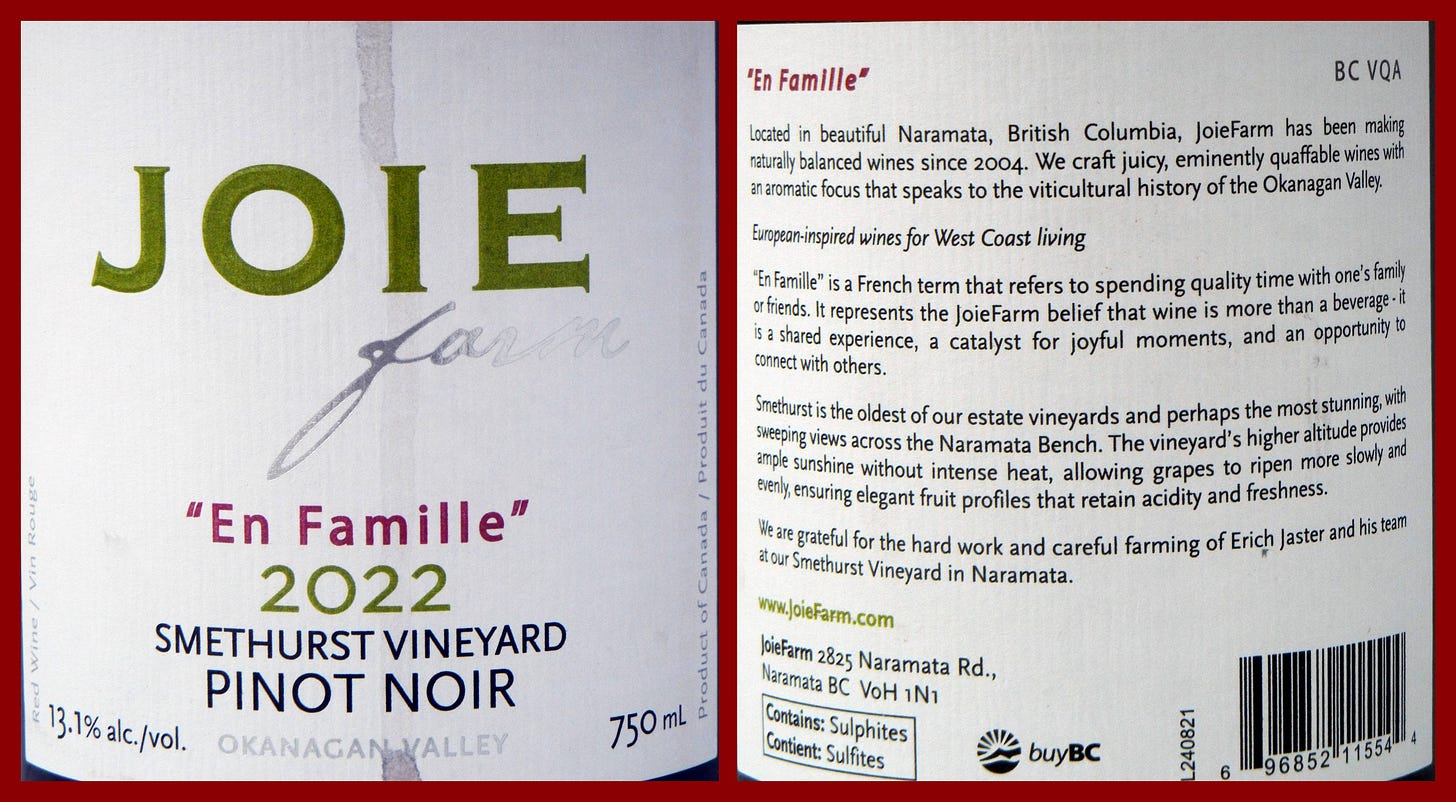 JOIE
farm
"En Famille"
2022
SMETHURST VINEYARD
PINOT NOIR
13.1% alc./vol.
750 mL
OKANAGAN VALLEY
Red Wine / Vin Rouge
Product of Canada / Produit du Canada
"En Famille"
BC VQA
Located in beautiful Naramata, British Columbia, JoieFarm has been making
naturally balanced wines since 2004. We craft juicy, eminently quaffable wines with
an aromatic focus that speaks to the viticultural history of the Okanagan Valley.
European-inspired wines for West Coast living
"En Famille" is a French term that refers to spending quality time with one's family
or friends. It represents the JoieFarm belief that wine is more than a beverage - it
is a shared experience, a catalyst for joyful moments, and an opportunity to
connect with others.
Smethurst is the oldest of our estate vineyards and perhaps the most stunning, with
sweeping views across the Naramata Bench. The vineyard's higher altitude provides
ample sunshine without intense heat, allowing grapes to ripen more slowly and
evenly, ensuring elegant fruit profiles that retain acidity and freshness.
We are grateful for the hard work and careful farming of Erich Jaster and his team
at our Smethurst Vineyard in Naramata.
www.JoieFarm.com
JoieFarm 2825 Naramata Rd.,
Naramata BC V0H 1N1
Contains: Sulphites
Contient: Sulfites
buyBC
L240821
6 96852 11554 4